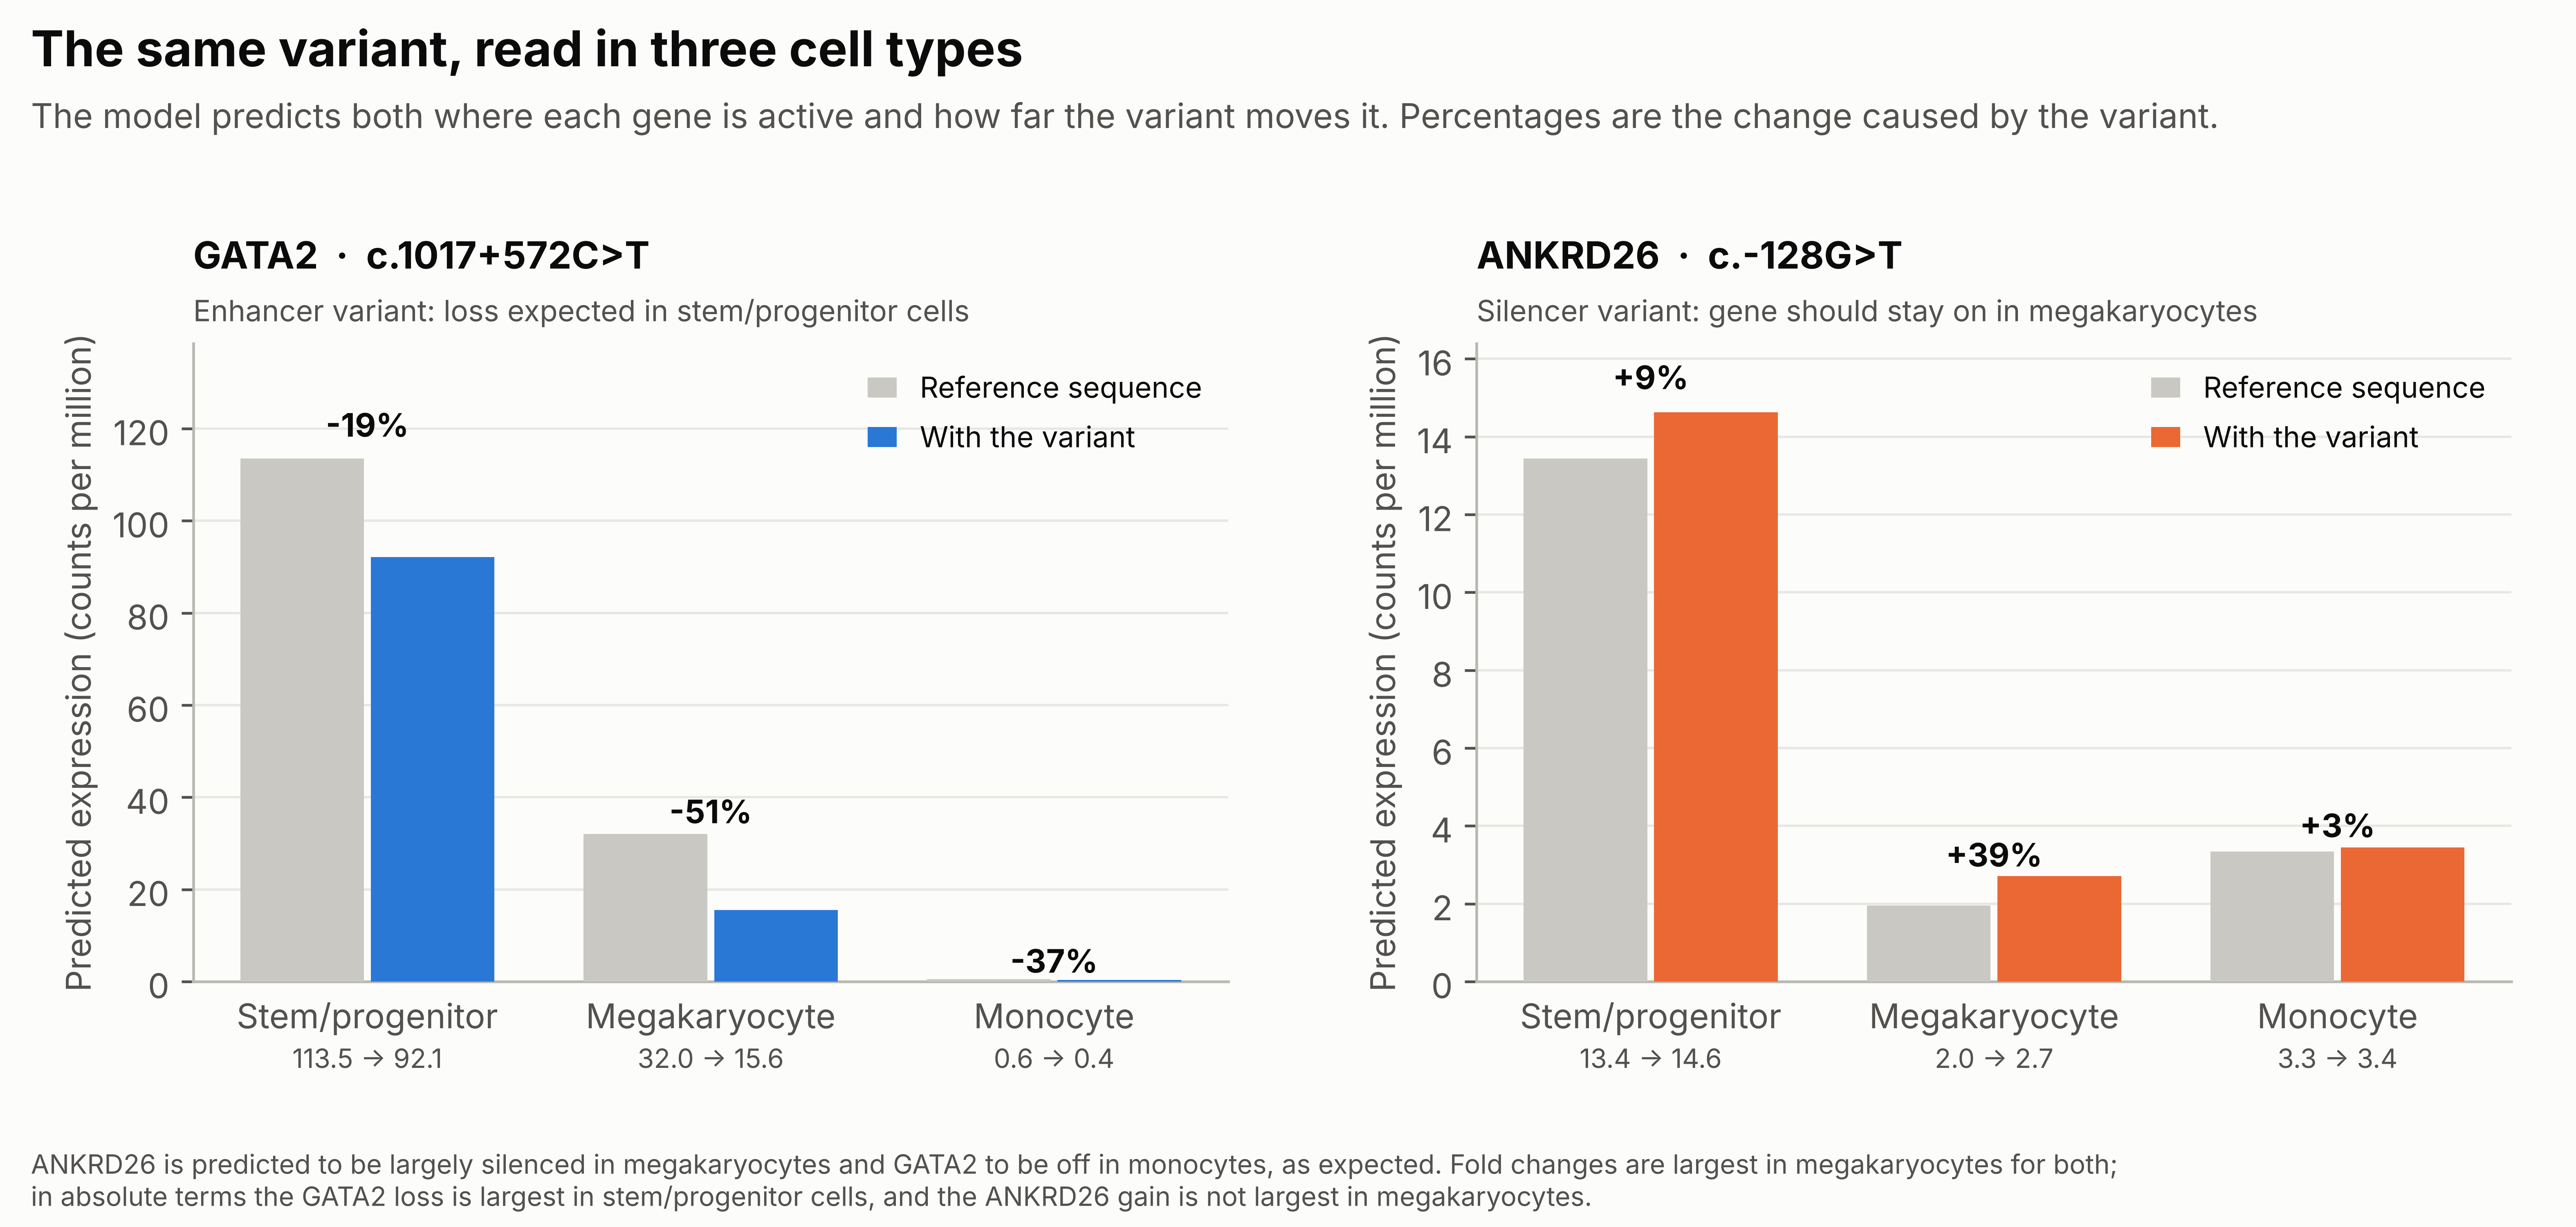 The same variant, read in three cell types
The model predicts both where each gene is active and how far the variant moves it. Percentages are the change caused by the variant.
GATA2 · c.1017+572C>T
Enhancer variant: loss expected in stem/progenitor cells
Predicted expression (counts per million)
120
100
80
60
40
20
0
Reference sequence
With the variant
-19%
-51%
-37%
Stem/progenitor
113.5 → 92.1
Megakaryocyte
32.0 → 15.6
Monocyte
0.6 → 0.4
ANKRD26 · c.-128G>T
Silencer variant: gene should stay on in megakaryocytes
Predicted expression (counts per million)
16
14
12
10
8
6
4
2
0
Reference sequence
With the variant
+9%
+39%
+3%
Stem/progenitor
13.4 → 14.6
Megakaryocyte
2.0 → 2.7
Monocyte
3.3 → 3.4
ANKRD26 is predicted to be largely silenced in megakaryocytes and GATA2 to be off in monocytes, as expected. Fold changes are largest in megakaryocytes for both;
in absolute terms the GATA2 loss is largest in stem/progenitor cells, and the ANKRD26 gain is not largest in megakaryocytes.